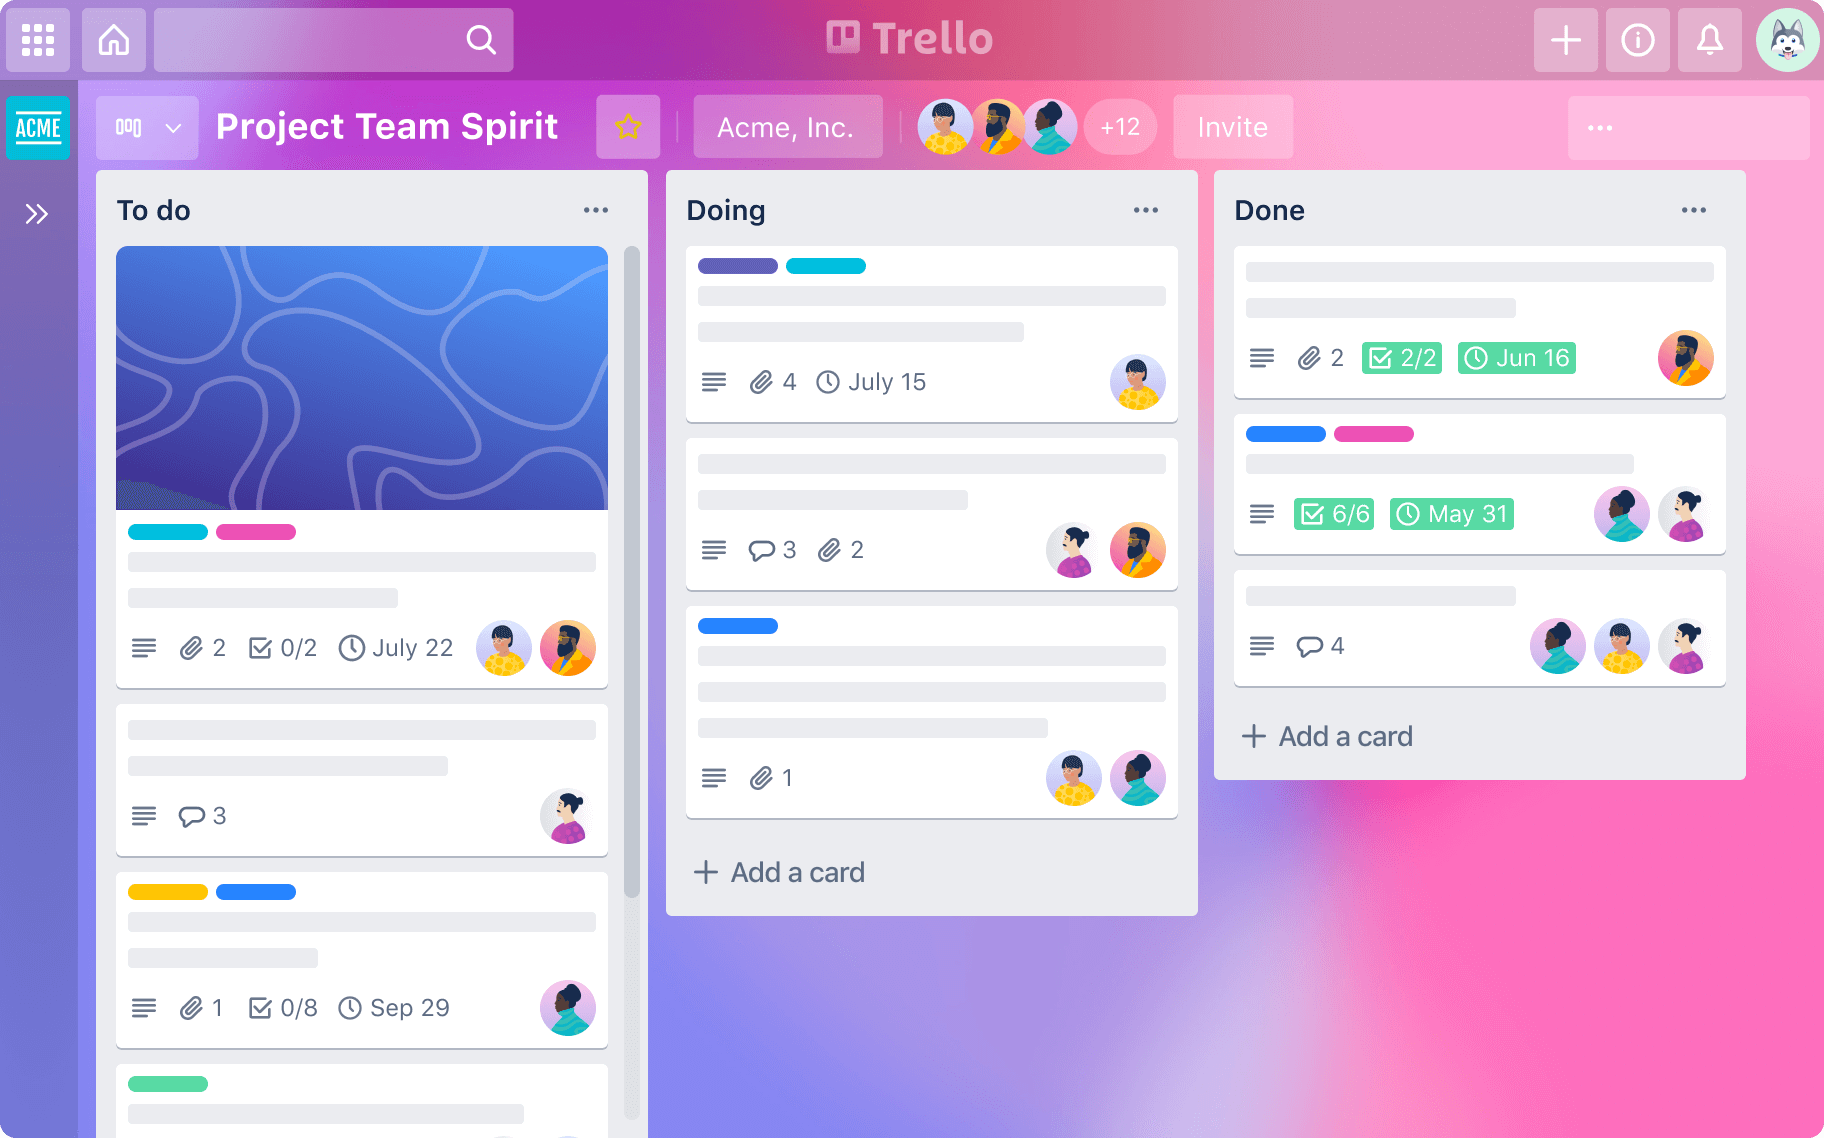 Trello
ACME
Project Team Spirit
Acme, Inc.
+12
Invite
To do
2 0/2 July 22
3
1 0/8 Sep 29
Doing
4 July 15
3 2
1
+ Add a card
Done
2 2/2 Jun 16
6/6 May 31
4
+ Add a card